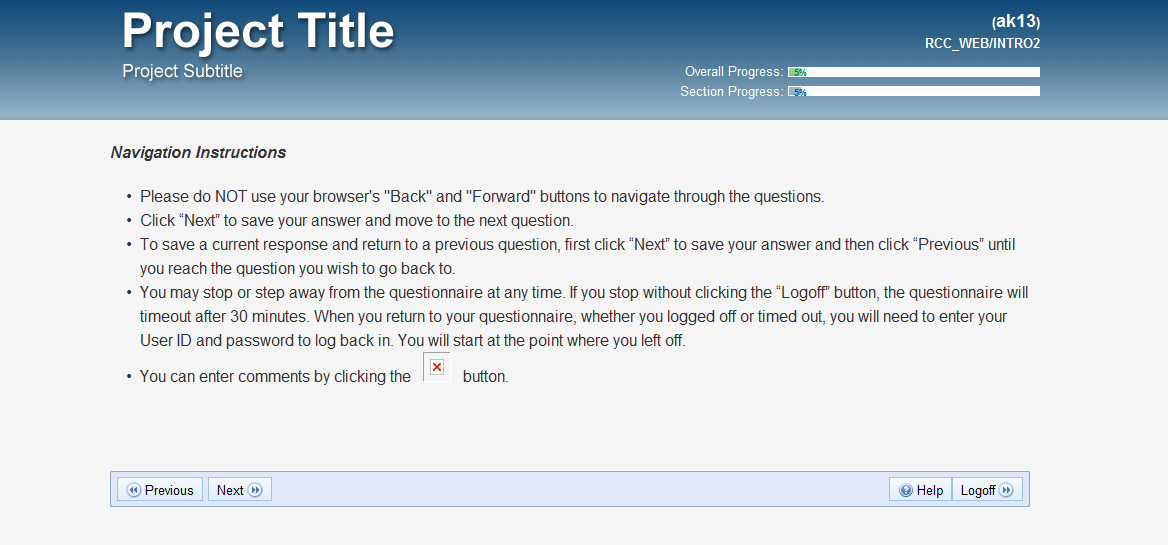 Project Title
Project Subtitle
(ak13)
RCC_WEB/INTRO2
Overall Progress: 5%
Section Progress: 5%
Navigation Instructions
• Please do NOT use your browser's "Back" and "Forward" buttons to navigate through the questions.
• Click “Next” to save your answer and move to the next question.
• To save a current response and return to a previous question, first click “Next” to save your answer and then click “Previous” until
you reach the question you wish to go back to.
• You may stop or step away from the questionnaire at any time. If you stop without clicking the “Logoff” button, the questionnaire will
timeout after 30 minutes. When you return to your questionnaire, whether you logged off or timed out, you will need to enter your
User ID and password to log back in. You will start at the point where you left off.
• You can enter comments by clicking the button.
Previous Next Help Logoff